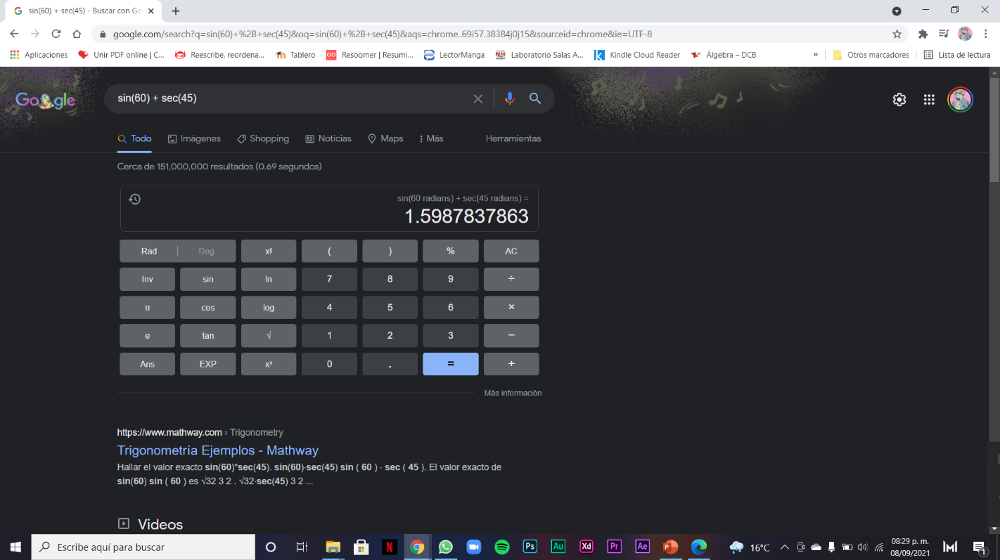 sin(60) + sec(45) - Buscar con Go
google.com/search?q=sin(60)+%2B+sec(45)&oq=sin(60)+%2B+sec(45)&aqs=chrome..69i57.38384j0j15&sourceid=chrome&ie=UTF-8
Aplicaciones Unir PDF online | C... Reescribe, reordena... Tablero Resoomer | Resumi... LectorManga Laboratorio Salas A... Kindle Cloud Reader Álgebra – DCB » Otros marcadores Lista de lectura
Google sin(60) + sec(45)
Todo Imágenes Shopping Noticias Maps Más Herramientas
Cerca de 151,000,000 resultados (0.69 segundos)
sin(60 radians) + sec(45 radians) =
1.5987837863
Rad Deg x! ( ) % AC
Inv sin ln 7 8 9 ÷
π cos log 4 5 6 ×
e tan √ 1 2 3 −
Ans EXP xʸ 0 . = +
Más información
https://www.mathway.com › Trigonometry
Trigonometría Ejemplos - Mathway
Hallar el valor exacto sin(60)*sec(45). sin(60)⋅sec(45) sin ( 60 ) ⋅ sec ( 45 ). El valor exacto de
sin(60) sin ( 60 ) es √32 3 2 . √32⋅sec(45) 3 2 ...
Videos
Escribe aquí para buscar N Ps Au Xd Pr Ae P 16°C 08:29 p. m.
08/09/2021 1